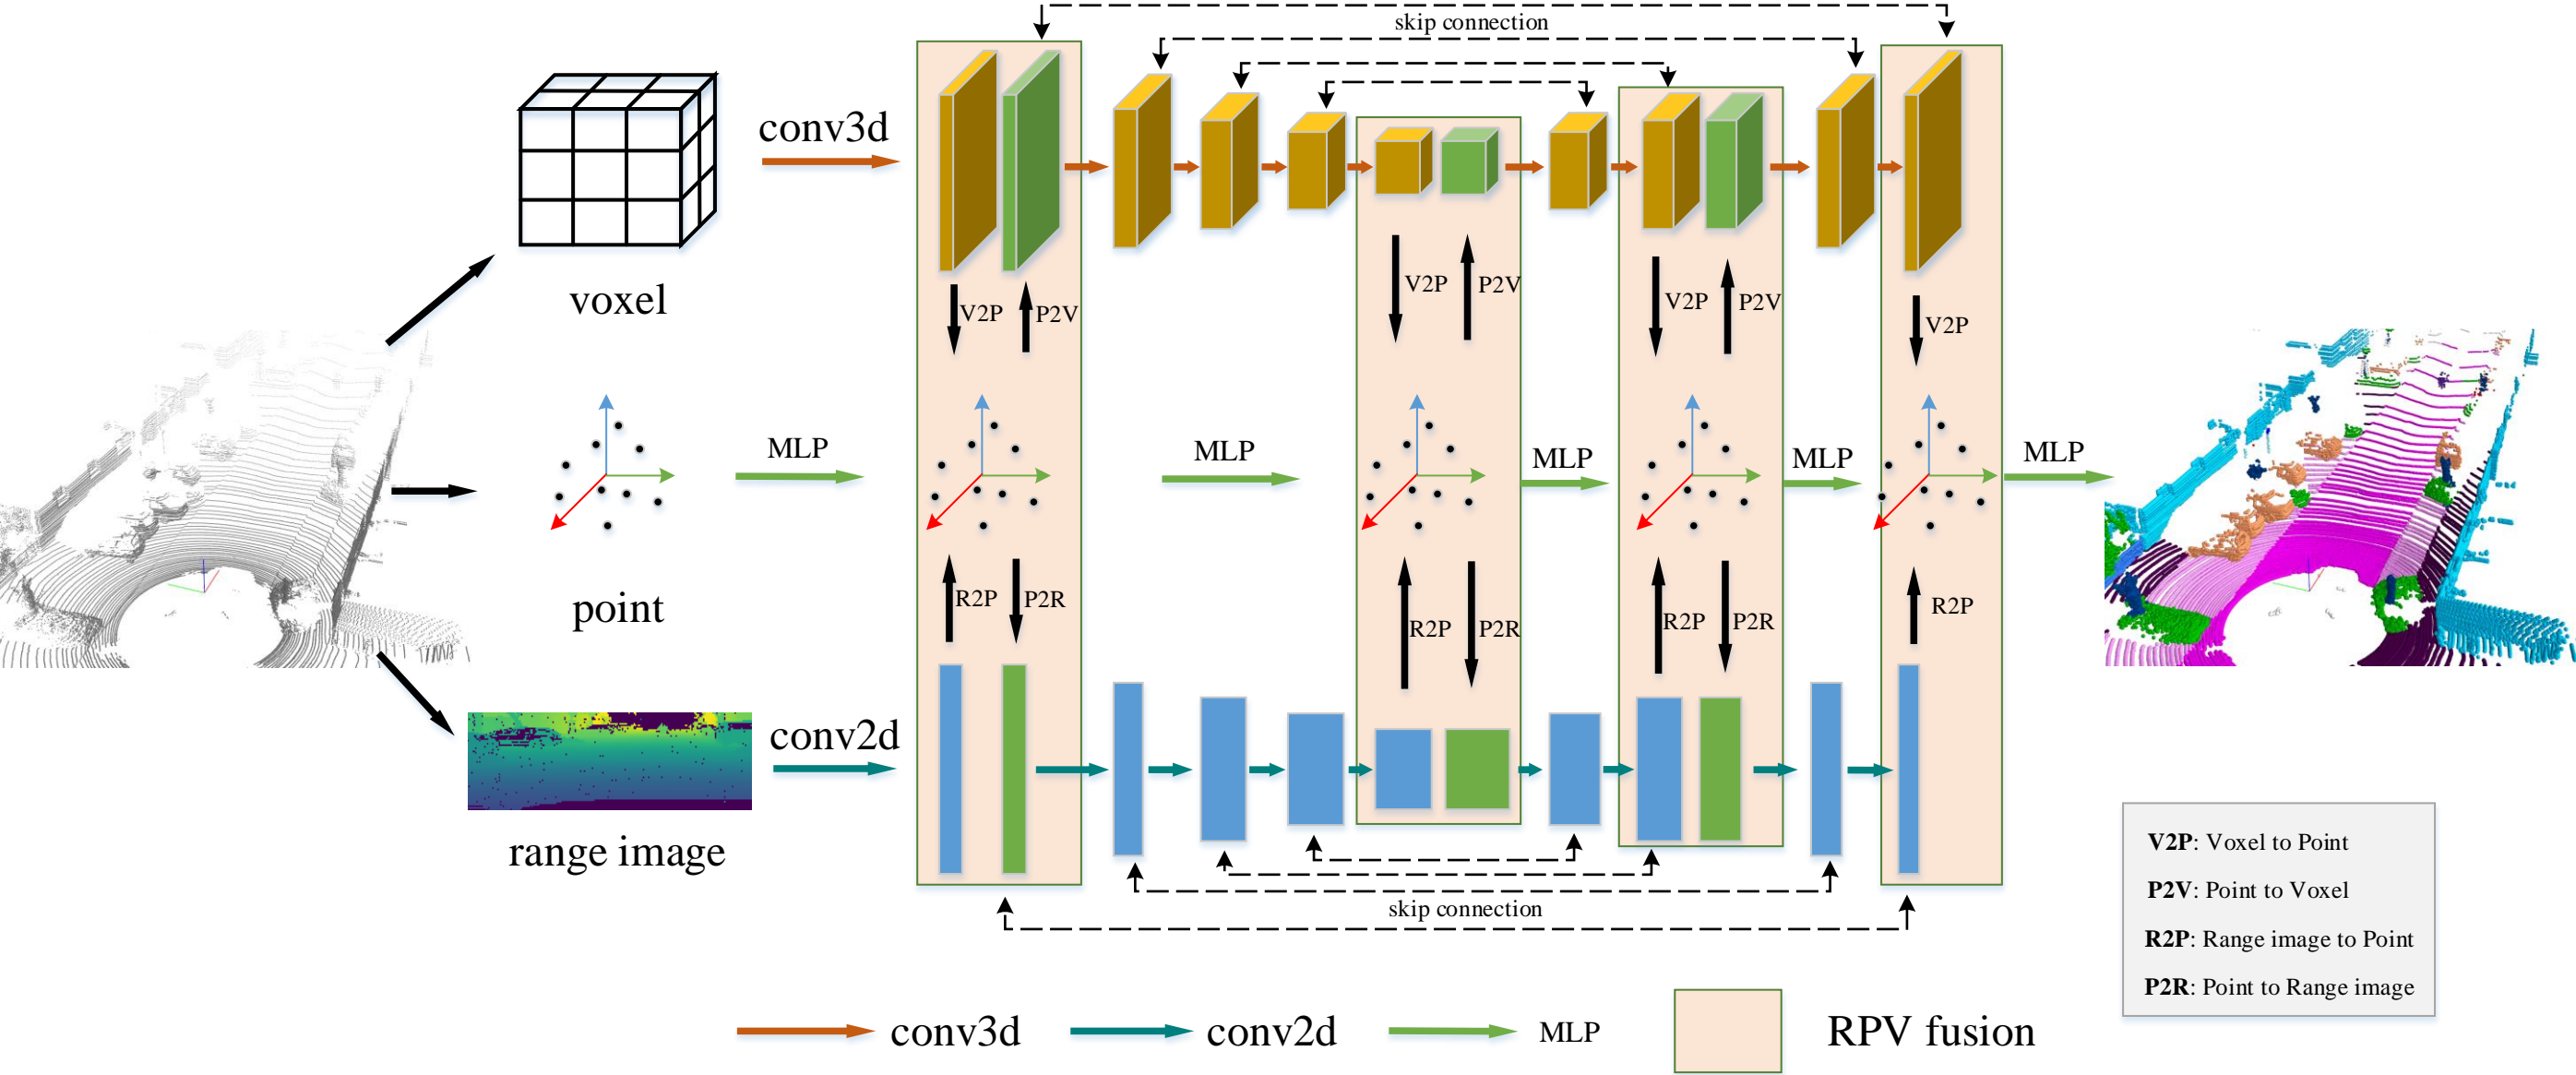 skip connection
conv3d
voxel
V2P
P2V
V2P
P2V
V2P
P2V
V2P
MLP
MLP
MLP
MLP
MLP
point
R2P
P2R
R2P
P2R
R2P
P2R
R2P
conv2d
range image
skip connection
V2P: Voxel to Point
P2V: Point to Voxel
R2P: Range image to Point
P2R: Point to Range image
conv3d
conv2d
MLP
RPV fusion